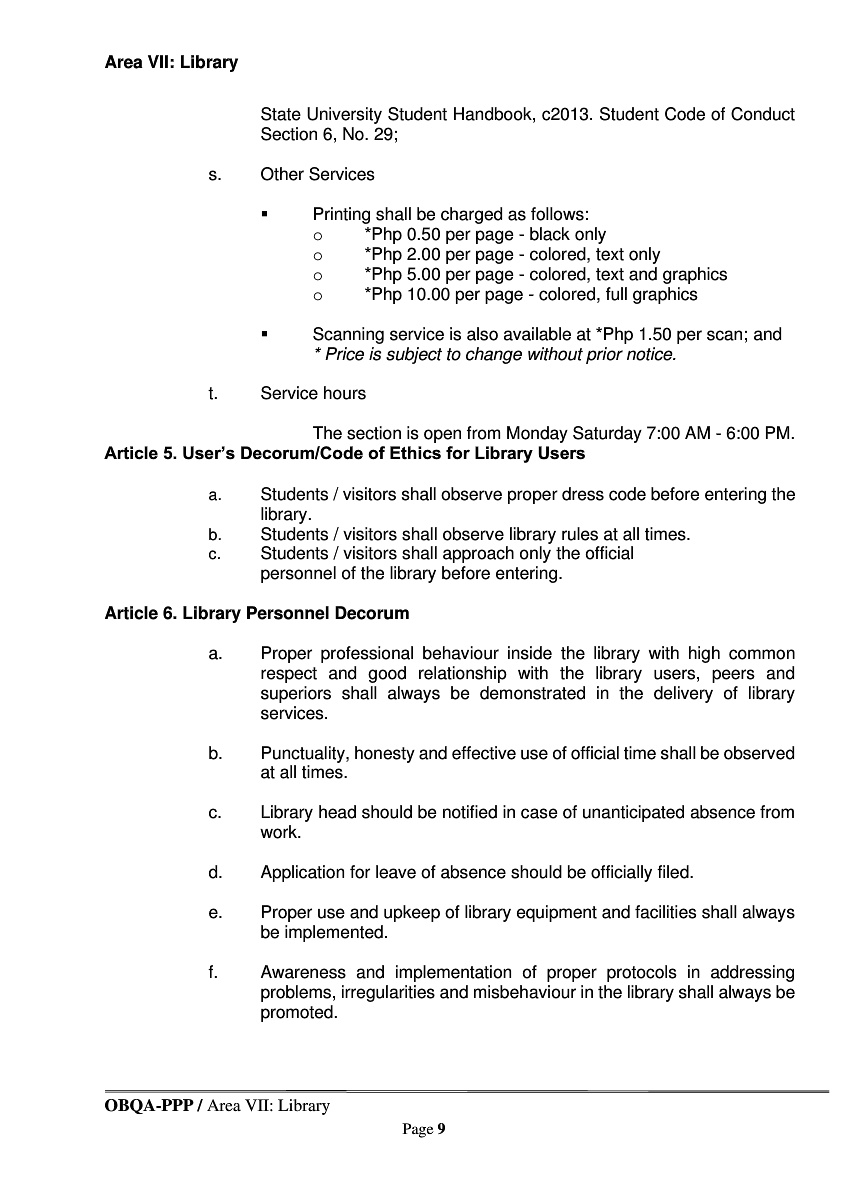 Area VII: Library
State University Student Handbook, c2013. Student Code of Conduct
Section 6, No. 29;
s. Other Services
▪ Printing shall be charged as follows:
o *Php 0.50 per page - black only
o *Php 2.00 per page - colored, text only
o *Php 5.00 per page - colored, text and graphics
o *Php 10.00 per page - colored, full graphics
▪ Scanning service is also available at *Php 1.50 per scan; and
* Price is subject to change without prior notice.
t. Service hours
The section is open from Monday Saturday 7:00 AM - 6:00 PM.
Article 5. User’s Decorum/Code of Ethics for Library Users
a. Students / visitors shall observe proper dress code before entering the
library.
b. Students / visitors shall observe library rules at all times.
c. Students / visitors shall approach only the official
personnel of the library before entering.
Article 6. Library Personnel Decorum
a. Proper professional behaviour inside the library with high common
respect and good relationship with the library users, peers and
superiors shall always be demonstrated in the delivery of library
services.
b. Punctuality, honesty and effective use of official time shall be observed
at all times.
c. Library head should be notified in case of unanticipated absence from
work.
d. Application for leave of absence should be officially filed.
e. Proper use and upkeep of library equipment and facilities shall always
be implemented.
f. Awareness and implementation of proper protocols in addressing
problems, irregularities and misbehaviour in the library shall always be
promoted.
OBQA-PPP / Area VII: Library
Page 9